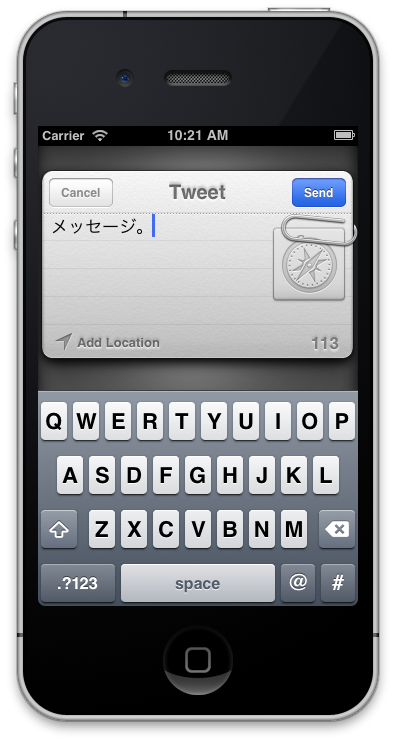 Carrier 10:21 AM
Cancel Tweet Send
メッセージ。
Add Location 113
Q W E R T Y U I O P
A S D F G H J K L
Z X C V B N M
.?123 space @ #